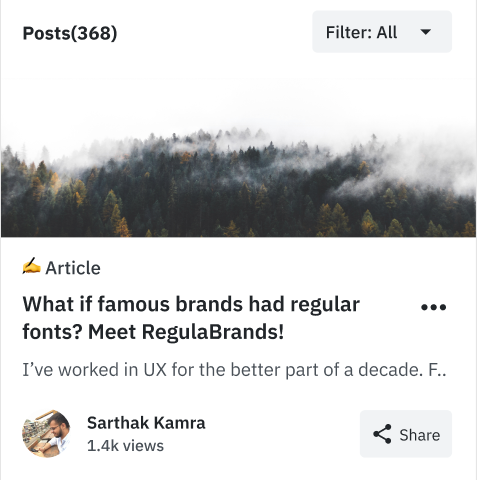 Posts(368)
Filter: All
Article
What if famous brands had regular
fonts? Meet RegulaBrands!
I’ve worked in UX for the better part of a decade. F..
Sarthak Kamra
1.4k views
Share